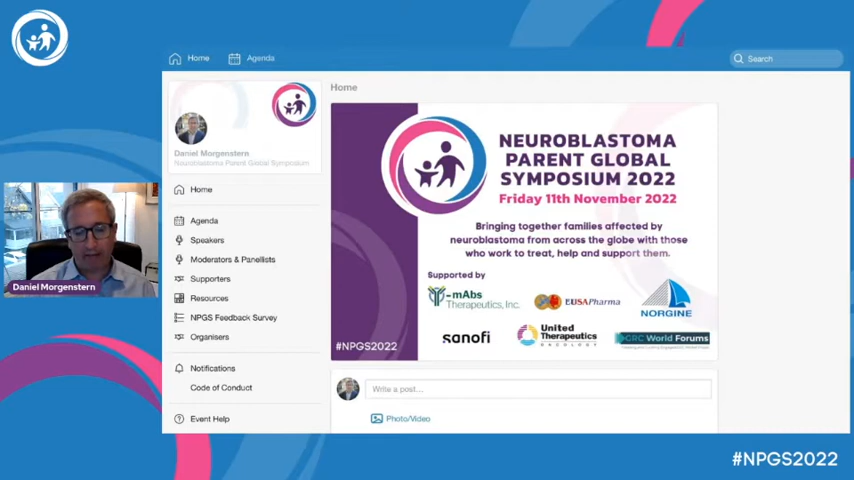 Home
Agenda
Search
Daniel Morgenstern
Neuroblastoma Parent Global Symposium
Home
Agenda
Speakers
Moderators & Panellists
Supporters
Resources
NPGS Feedback Survey
Organisers
Notifications
Code of Conduct
Event Help
Daniel Morgenstern
Home
NEUROBLASTOMA
PARENT GLOBAL
SYMPOSIUM 2022
Friday 11th November 2022
Bringing together families affected by
neuroblastoma from across the globe with those
who work to treat, help and support them.
Supported by
Y-mAbs
Therapeutics, Inc.
EUSAPharma
NORGINE
sanofi
United
Therapeutics
ONCOLOGY
GRC World Forums
#NPGS2022
Write a post...
Photo/Video
#NPGS2022